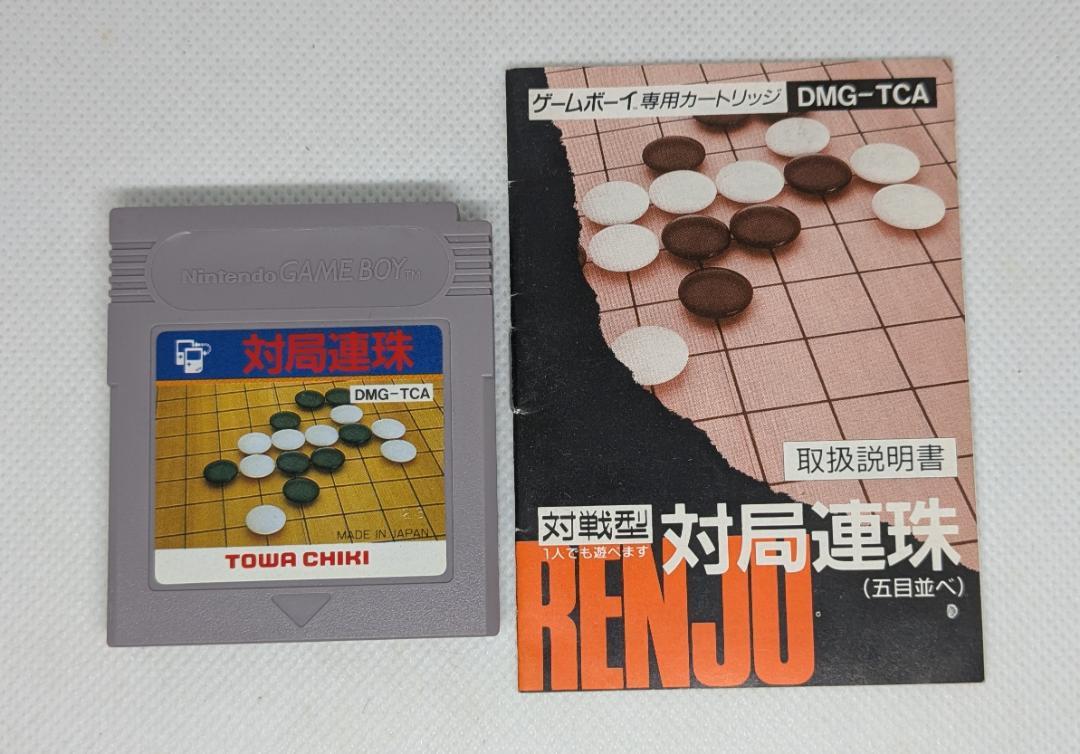 Nintendo GAME BOY™
対局連珠
DMG-TCA
MADE IN JAPAN
TOWA CHIKI
ゲームボーイ™専用カートリッジ DMG-TCA
取扱説明書
対戦型 対局連珠
1人でも遊べます
(五目並べ)
RENJU